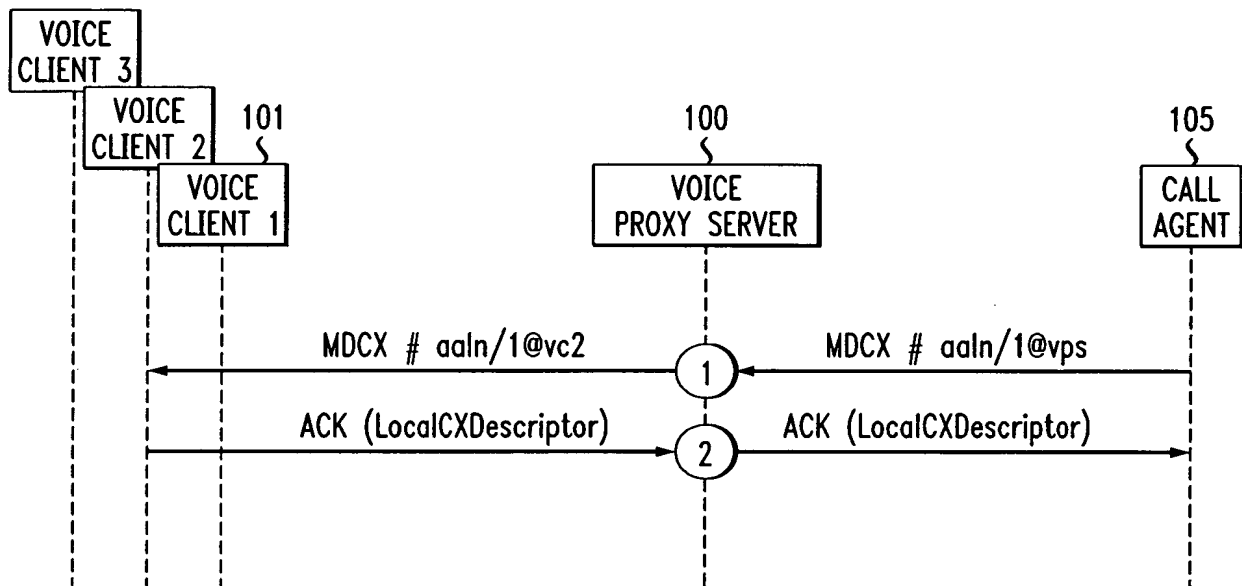 VOICE
CLIENT 3
VOICE
CLIENT 2
101
VOICE
CLIENT 1
100
VOICE
PROXY SERVER
105
CALL
AGENT
MDCX # aaln/1@vc2
1
MDCX # aaln/1@vps
ACK (LocalCXDescriptor)
2
ACK (LocalCXDescriptor)